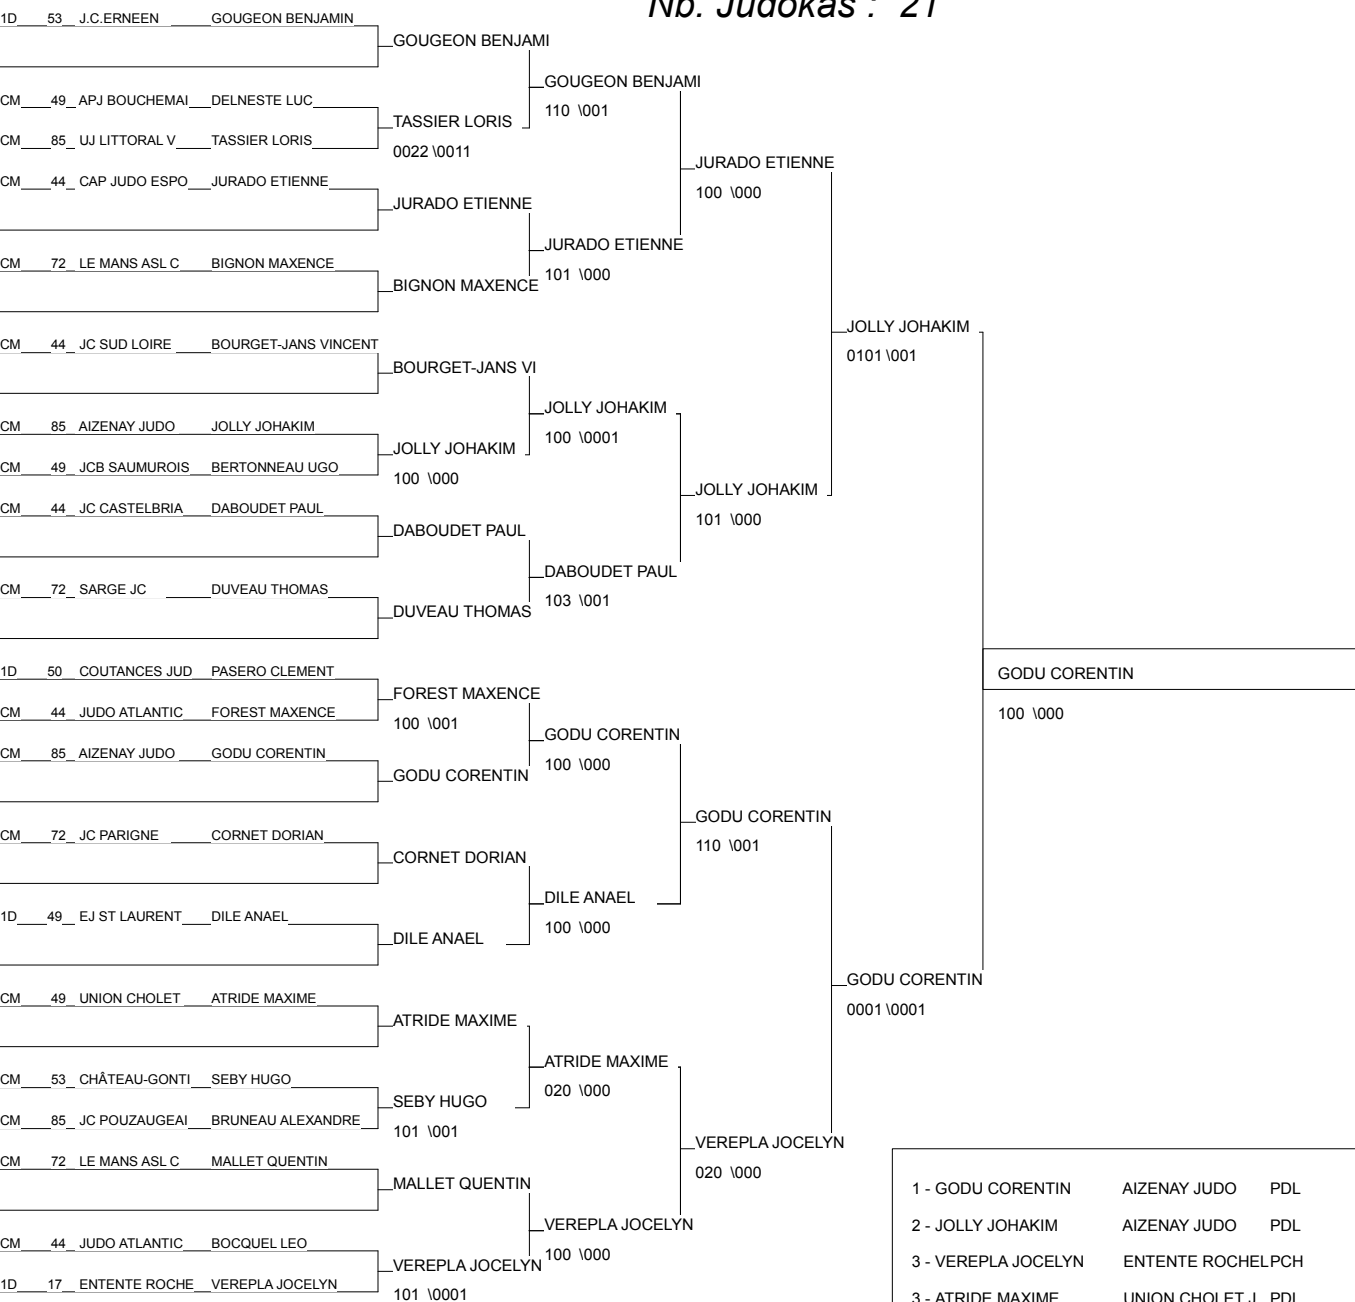 Nb. Judokas : 21
1D 53 J.C.ERNEEN GOUGEON BENJAMIN
GOUGEON BENJAMI
GOUGEON BENJAMI
CM 49 APJ BOUCHEMAI DELNESTE LUC
110 \001
TASSIER LORIS
CM 85 UJ LITTORAL V TASSIER LORIS
0022 \0011
JURADO ETIENNE
CM 44 CAP JUDO ESPO JURADO ETIENNE
100 \000
JURADO ETIENNE
JURADO ETIENNE
CM 72 LE MANS ASL C BIGNON MAXENCE
101 \000
BIGNON MAXENCE
JOLLY JOHAKIM
CM 44 JC SUD LOIRE BOURGET-JANS VINCENT
0101 \001
BOURGET-JANS VI
JOLLY JOHAKIM
CM 85 AIZENAY JUDO JOLLY JOHAKIM
100 \0001
JOLLY JOHAKIM
CM 49 JCB SAUMUROIS BERTONNEAU UGO
100 \000
JOLLY JOHAKIM
CM 44 JC CASTELBRIA DABOUDET PAUL
101 \000
DABOUDET PAUL
DABOUDET PAUL
CM 72 SARGE JC DUVEAU THOMAS
103 \001
DUVEAU THOMAS
1D 50 COUTANCES JUD PASERO CLEMENT
GODU CORENTIN
FOREST MAXENCE
CM 44 JUDO ATLANTIC FOREST MAXENCE
100 \000
100 \001
GODU CORENTIN
CM 85 AIZENAY JUDO GODU CORENTIN
100 \000
GODU CORENTIN
GODU CORENTIN
CM 72 JC PARIGNE CORNET DORIAN
110 \001
CORNET DORIAN
DILE ANAEL
1D 49 EJ ST LAURENT DILE ANAEL
100 \000
DILE ANAEL
GODU CORENTIN
CM 49 UNION CHOLET ATRIDE MAXIME
0001 \0001
ATRIDE MAXIME
ATRIDE MAXIME
CM 53 CHÂTEAU-GONTI SEBY HUGO
020 \000
SEBY HUGO
CM 85 JC POUZAUGEAI BRUNEAU ALEXANDRE
101 \001
VEREPLA JOCELYN
CM 72 LE MANS ASL C MALLET QUENTIN
020 \000
MALLET QUENTIN
VEREPLA JOCELYN
CM 44 JUDO ATLANTIC BOCQUEL LEO
100 \000
VEREPLA JOCELYN
1D 17 ENTENTE ROCHE VEREPLA JOCELYN
101 \0001
1 - GODU CORENTIN AIZENAY JUDO PDL
2 - JOLLY JOHAKIM AIZENAY JUDO PDL
3 - VEREPLA JOCELYN ENTENTE ROCHELPCH
3 - ATRIDE MAXIME UNION CHOLET J PDL